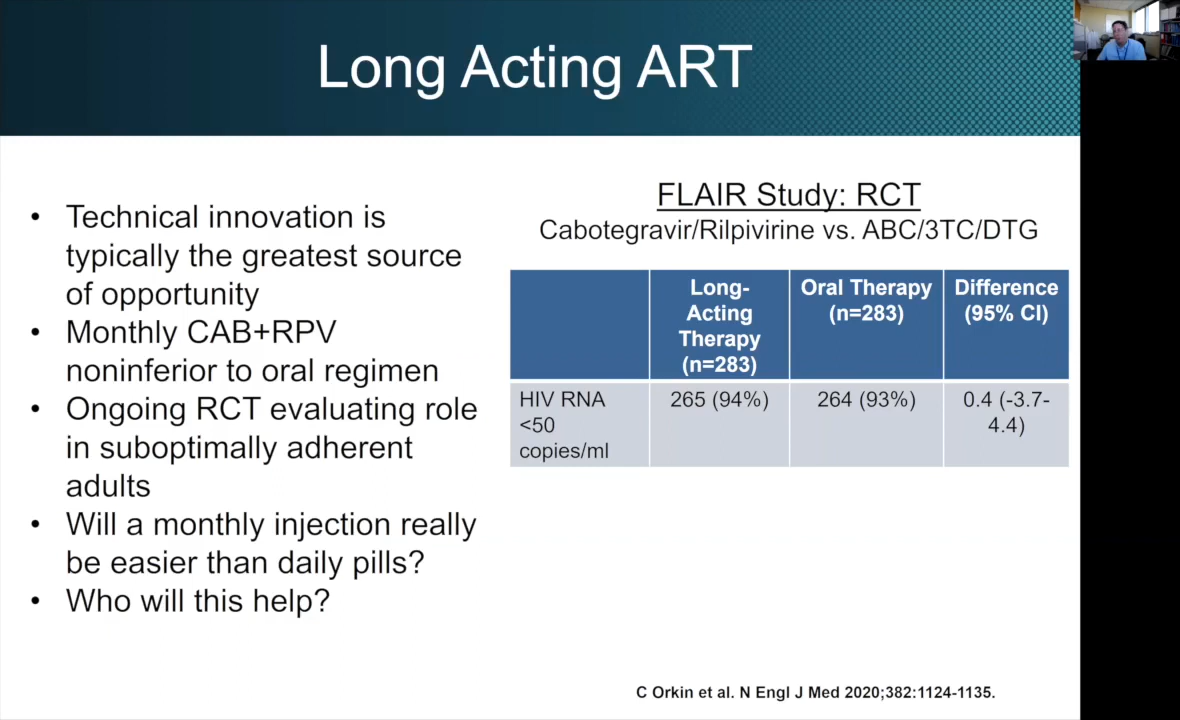 Long Acting ART
• Technical innovation is
typically the greatest source
of opportunity
• Monthly CAB+RPV
noninferior to oral regimen
• Ongoing RCT evaluating role
in suboptimally adherent
adults
• Will a monthly injection really
be easier than daily pills?
• Who will this help?
FLAIR Study: RCT
Cabotegravir/Rilpivirine vs. ABC/3TC/DTG
Long-
Acting
Therapy
(n=283)
Oral Therapy
(n=283)
Difference
(95% CI)
HIV RNA
<50
copies/ml
265 (94%)
264 (93%)
0.4 (-3.7-
4.4)
C Orkin et al. N Engl J Med 2020;382:1124-1135.